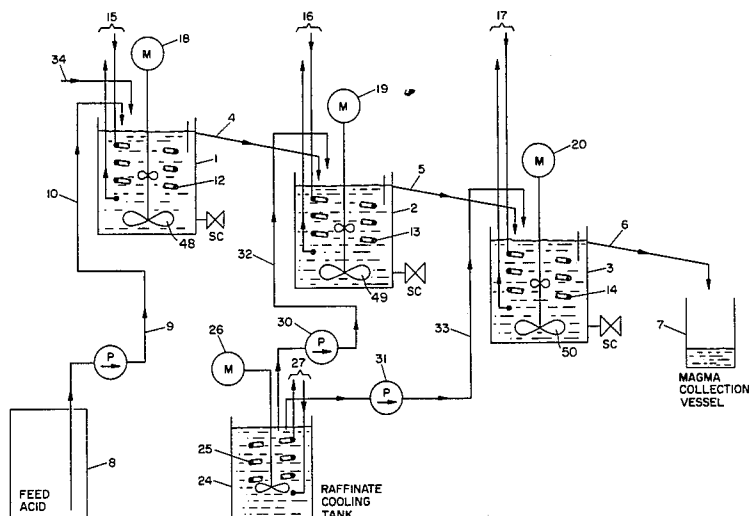 15
16
17
34
M
18
M
19
M
20
4
10
1
12
48
SC
5
2
13
49
SC
32
6
3
14
50
SC
33
9
P
30
P
26
M
27
31
P
7
MAGMA
COLLECTION
VESSEL
8
FEED
ACID
25
24
RAFFINATE
COOLING
TANK